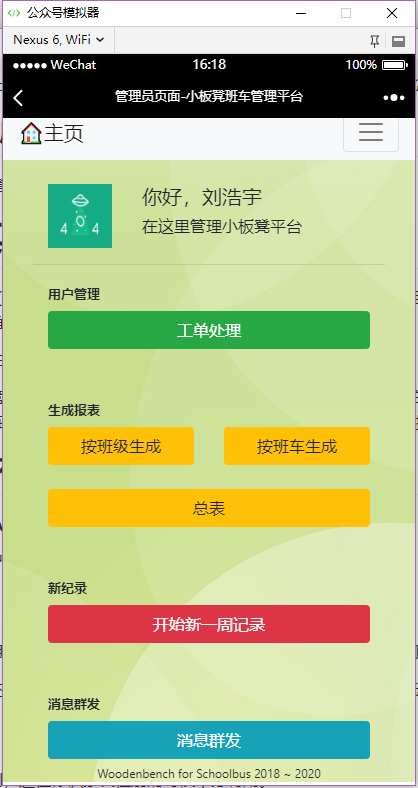 公众号模拟器
Nexus 6, WiFi
WeChat 16:18 100%
管理员页面-小板凳班车管理平台
主页
你好，刘浩宇
在这里管理小板凳平台
4 0 4
用户管理
工单处理
生成报表
按班级生成 按班车生成
总表
新纪录
开始新一周记录
消息群发
消息群发
Woodenbench for Schoolbus 2018 ~ 2020